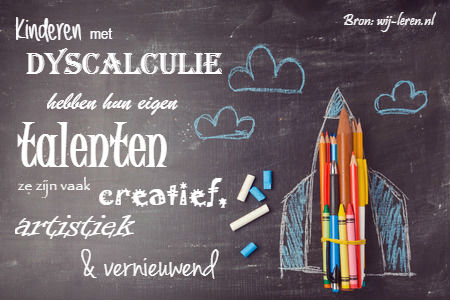 Bron: wij-leren.nl
Kinderen met
DYSCALCULIE
hebben hun eigen
talenten
ze zijn vaak
creatief,
artistiek
& vernieuwend